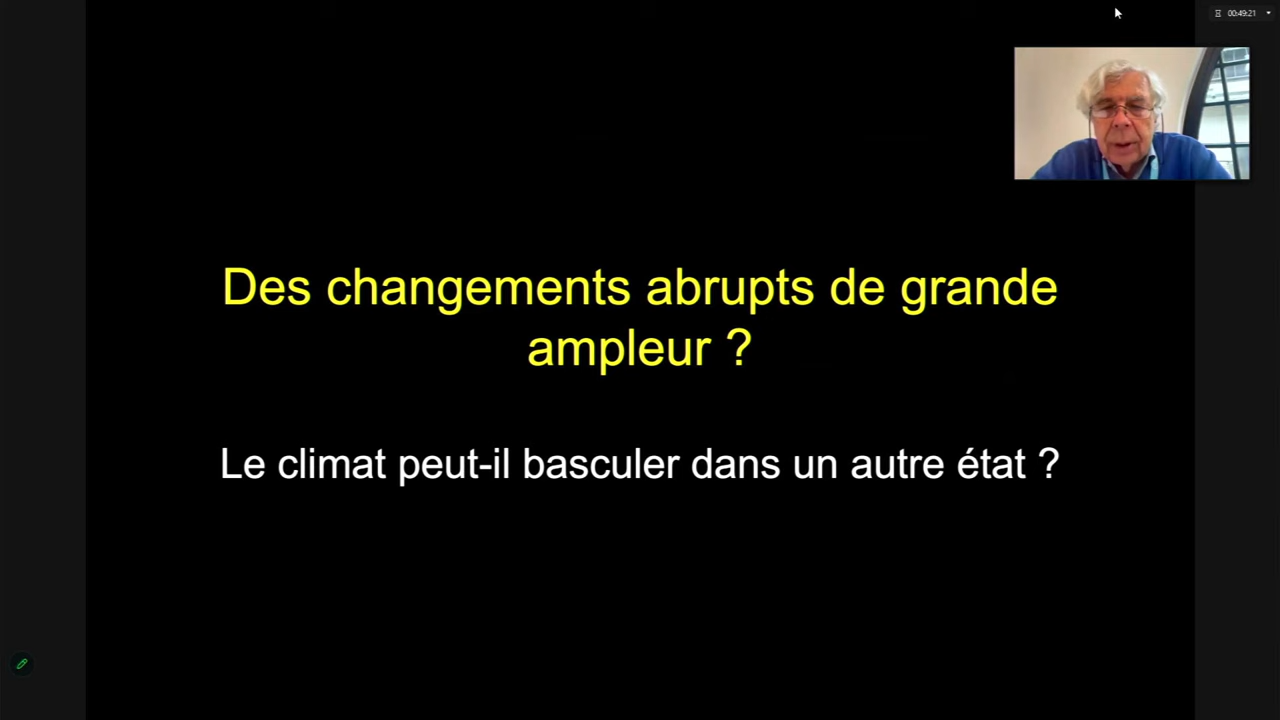 00:49:21
Des changements abrupts de grande
ampleur ?
Le climat peut-il basculer dans un autre état ?